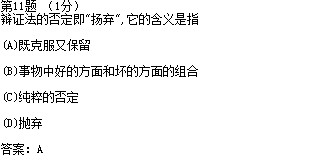 第11题 （1分）
辩证法的否定即“扬弃”,它的含义是指
(A)既克服又保留
(B)事物中好的方面和坏的方面的组合
(C)纯粹的否定
(D)抛弃
答案：A